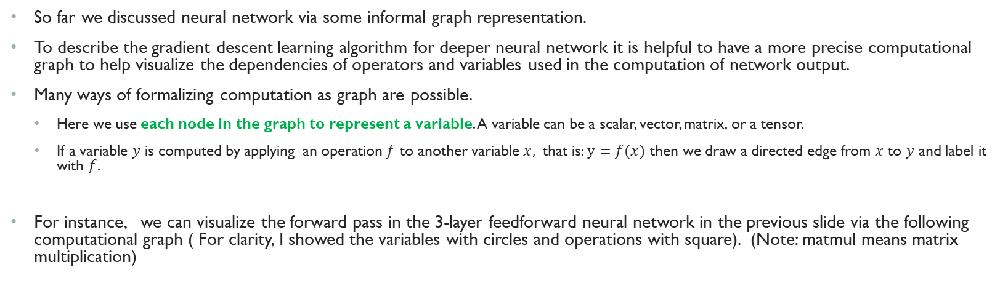 • So far we discussed neural network via some informal graph representation.
• To describe the gradient descent learning algorithm for deeper neural network it is helpful to have a more precise computational
graph to help visualize the dependencies of operators and variables used in the computation of network output.
• Many ways of formalizing computation as graph are possible.
• Here we use each node in the graph to represent a variable. A variable can be a scalar, vector, matrix, or a tensor.
• If a variable y is computed by applying an operation f to another variable x, that is: y = f(x) then we draw a directed edge from x to y and label it
with f.
• For instance, we can visualize the forward pass in the 3-layer feedforward neural network in the previous slide via the following
computational graph ( For clarity, I showed the variables with circles and operations with square). (Note: matmul means matrix
multiplication)